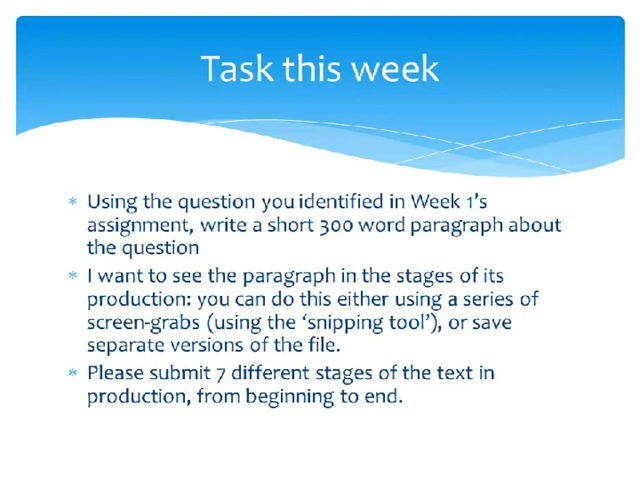 Task this week
* Using the question you identified in Week 1's
assignment, write a short 300 word paragraph about
the question
* I want to see the paragraph in the stages of its
production: you can do this either using a series of
screen-grabs (using the 'snipping tool'), or save
separate versions of the file.
* Please submit 7 different stages of the text in
production, from beginning to end.